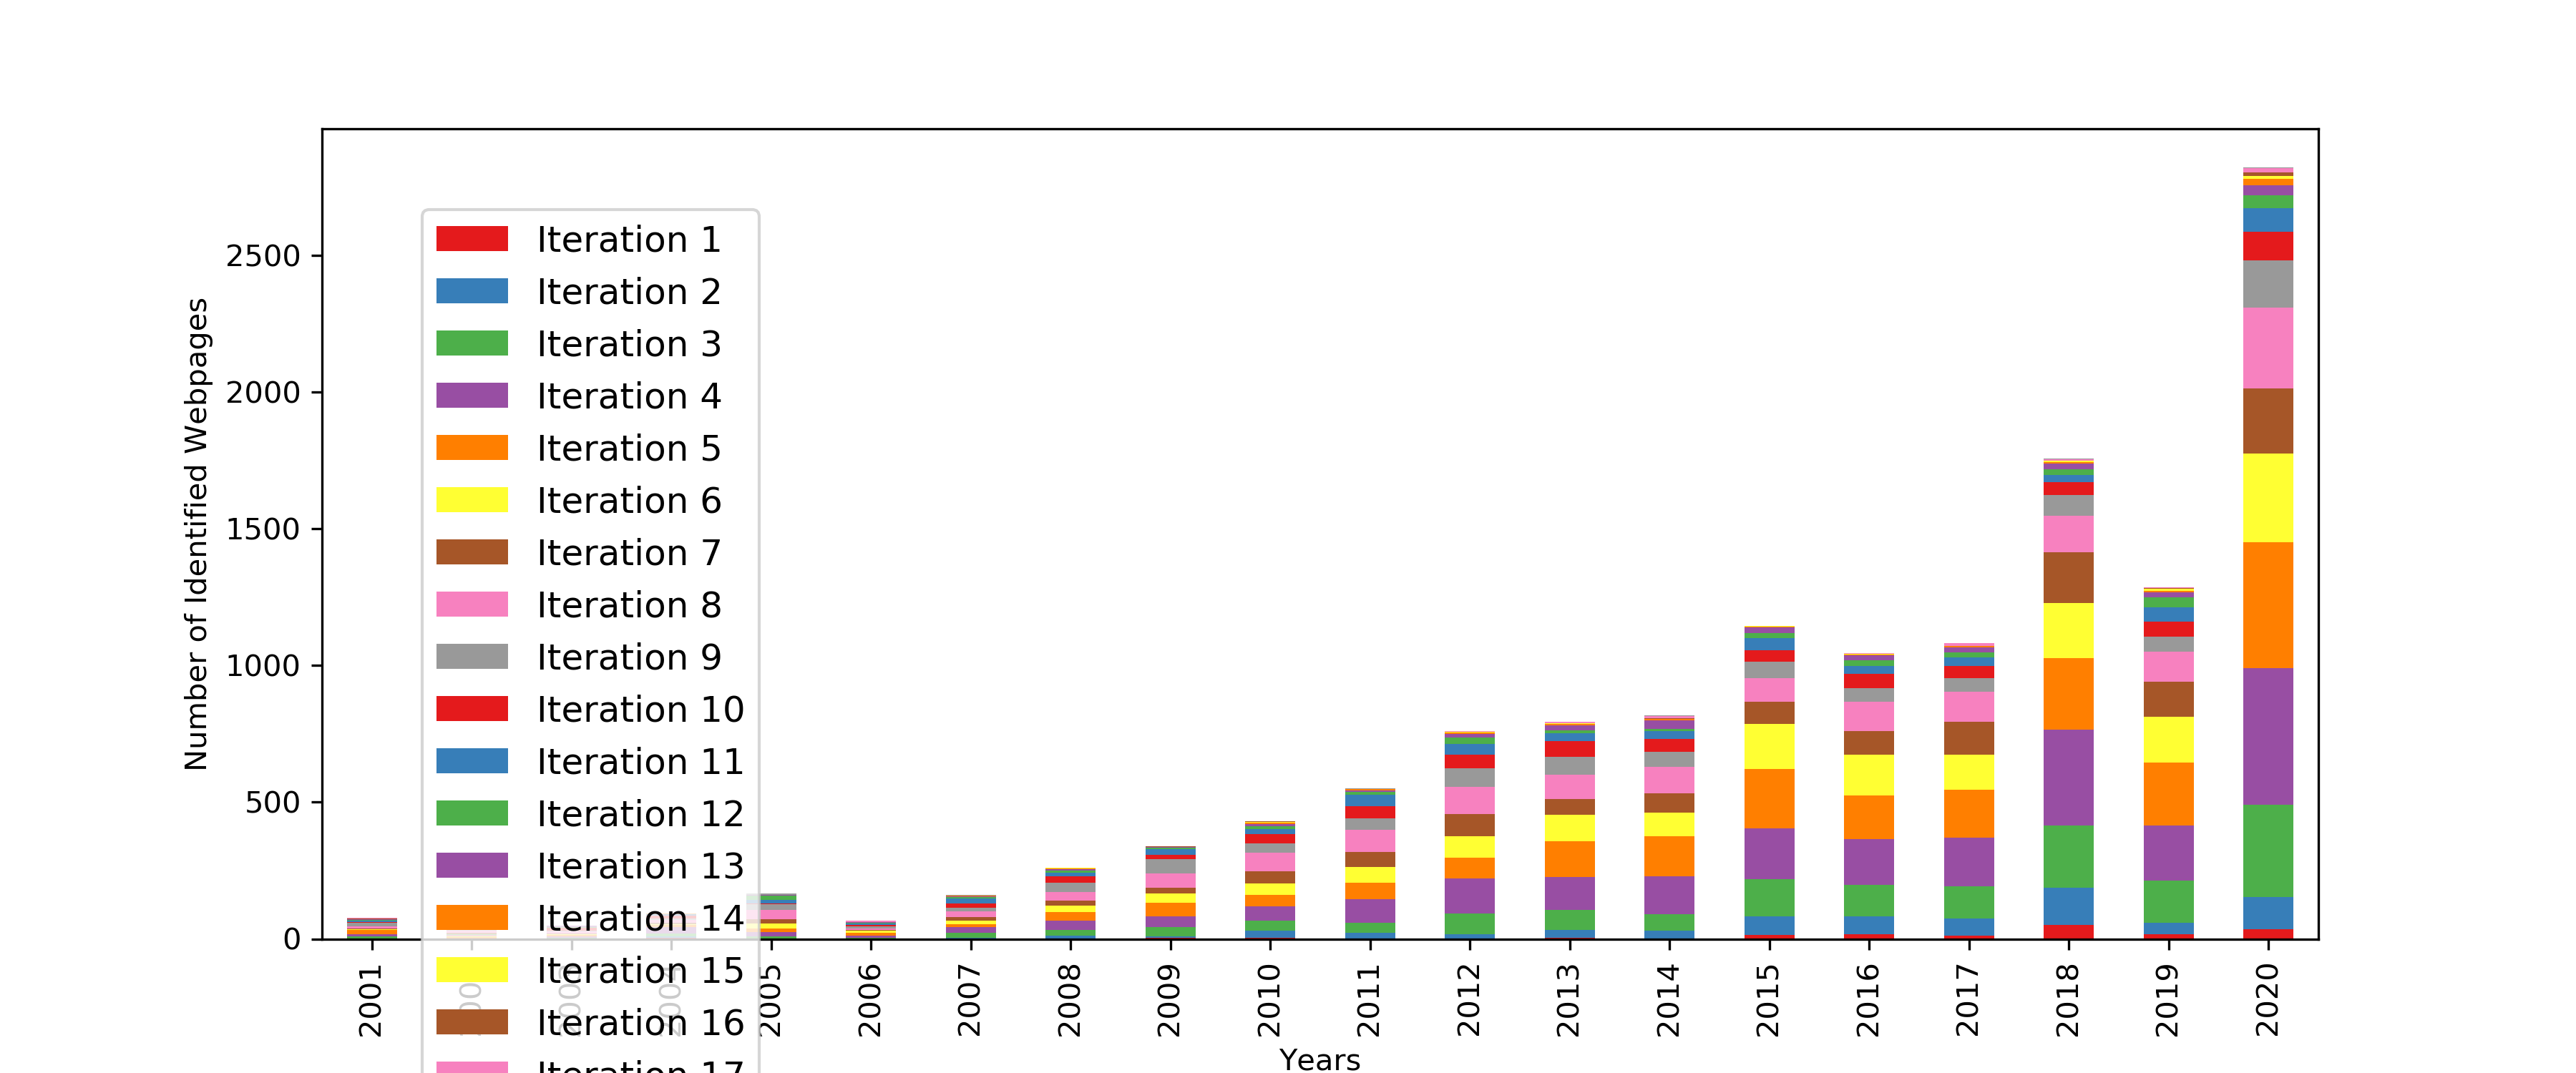 Number of Identified Webpages
2500
2000
1500
1000
500
0
Iteration 1
Iteration 2
Iteration 3
Iteration 4
Iteration 5
Iteration 6
Iteration 7
Iteration 8
Iteration 9
Iteration 10
Iteration 11
Iteration 12
Iteration 13
Iteration 14
Iteration 15
Iteration 16
Iteration 17
2001
2005
2006
2007
2008
2009
2010
2011
2012
2013
2014
2015
2016
2017
2018
2019
2020
Years